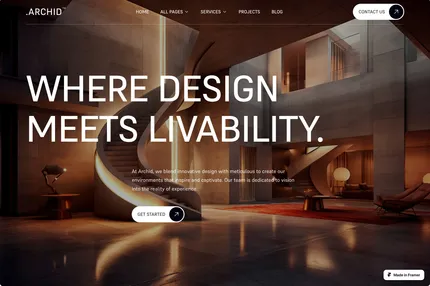 .ARCHID
HOME
ALL PAGES
SERVICES
PROJECTS
BLOG
CONTACT US
WHERE DESIGN
MEETS LIVABILITY.
At Archid, we blend innovative design with meticulous to create our
environments that inspire and captivate. Our team is dedicated to vision
into the reality of experience.
GET STARTED
Made in Framer